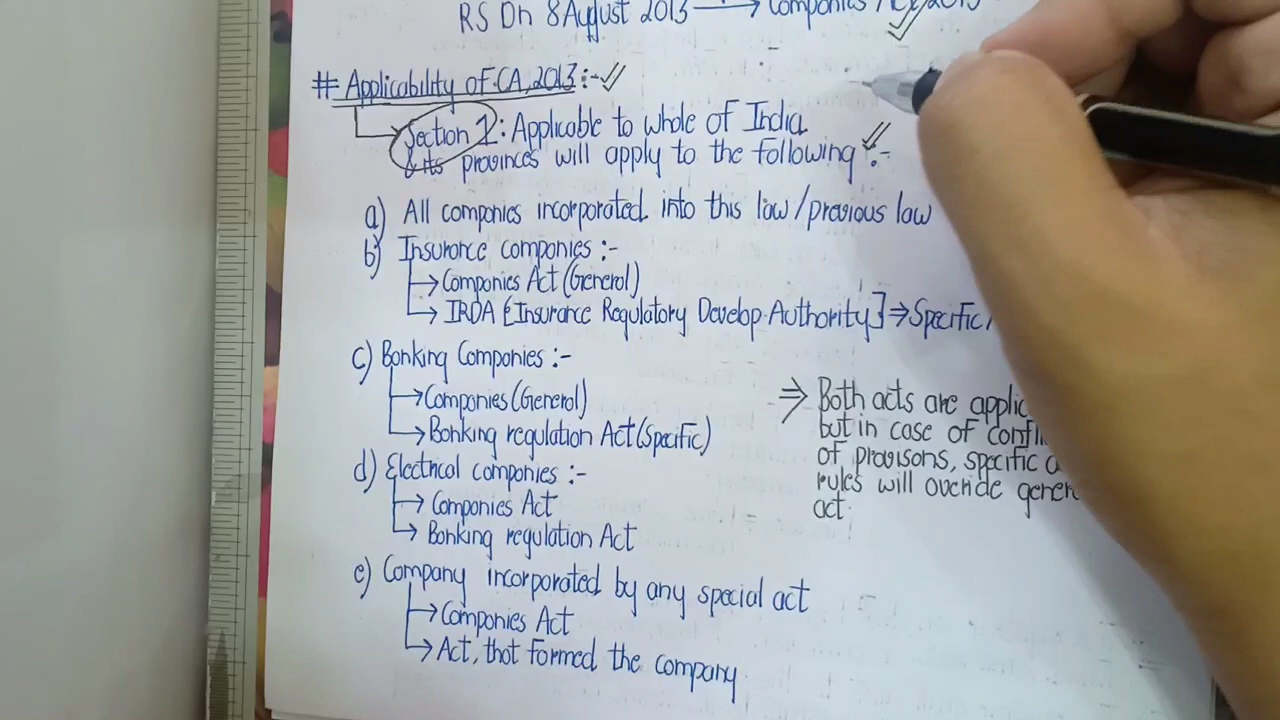 RS On 8 August 2013 → Companies
# Applicability of CA, 2013 :-
Section 1: Applicable to whole of India
& its provinces will apply to the following :-
a) All companies incorporated into this law/previous law
b) Insurance companies :-
→ Companies Act (General)
→ IRDA [Insurance Regulatory Develop. Authority] ⇒ Specific
c) Banking Companies :-
→ Companies (General)
→ Banking regulation Act (Specific)
⇒ Both acts are applic
but in case of confli
of provisons, specific
rules will overide gener
act.
d) Electrical companies :-
→ Companies Act
→ Banking regulation Act
e) Company incorporated by any special act
→ Companies Act
→ Act, that formed the company